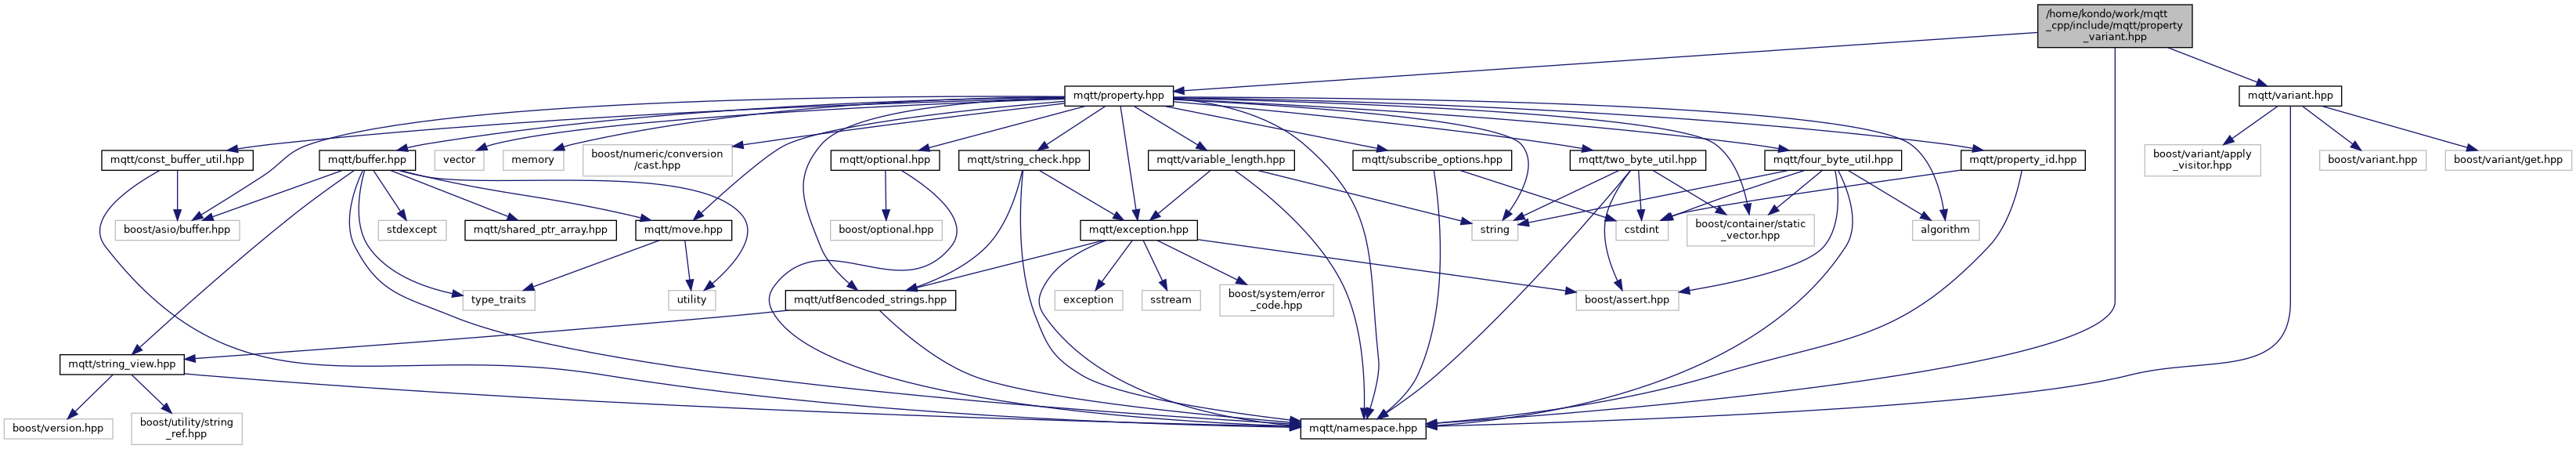 /home/kondo/work/mqtt
_cpp/include/mqtt/property
_variant.hpp
mqtt/property.hpp
mqtt/variant.hpp
mqtt/const_buffer_util.hpp
mqtt/buffer.hpp
vector
memory
boost/numeric/conversion
/cast.hpp
mqtt/optional.hpp
mqtt/string_check.hpp
mqtt/variable_length.hpp
mqtt/subscribe_options.hpp
mqtt/two_byte_util.hpp
mqtt/four_byte_util.hpp
mqtt/property_id.hpp
boost/variant/apply
_visitor.hpp
boost/variant.hpp
boost/variant/get.hpp
boost/asio/buffer.hpp
stdexcept
mqtt/shared_ptr_array.hpp
mqtt/move.hpp
boost/optional.hpp
mqtt/exception.hpp
string
cstdint
boost/container/static
_vector.hpp
algorithm
type_traits
utility
mqtt/utf8encoded_strings.hpp
exception
sstream
boost/system/error
_code.hpp
boost/assert.hpp
mqtt/string_view.hpp
boost/version.hpp
boost/utility/string
_ref.hpp
mqtt/namespace.hpp